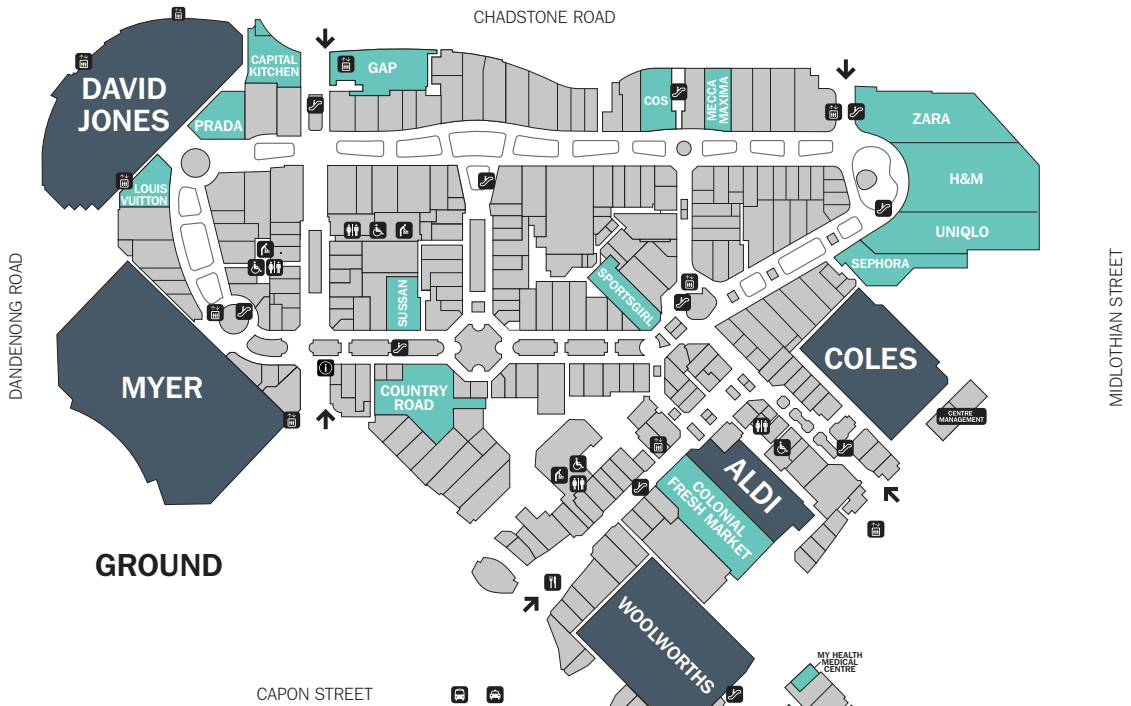 CHADSTONE ROAD
DAVID
JONES
CAPITAL
KITCHEN
GAP
PRADA
COS
MECCA
MAXIMA
ZARA
LOUIS
VUITTON
H&M
UNIQLO
SEPHORA
DANDENONG ROAD
MIDLOTHIAN STREET
SUSSAN
SPORTSGIRL
MYER
COUNTRY
ROAD
COLES
CENTRE
MANAGEMENT
ALDI
COLONIAL
FRESH MARKET
GROUND
WOOLWORTHS
MY HEALTH
MEDICAL
CENTRE
CAPON STREET